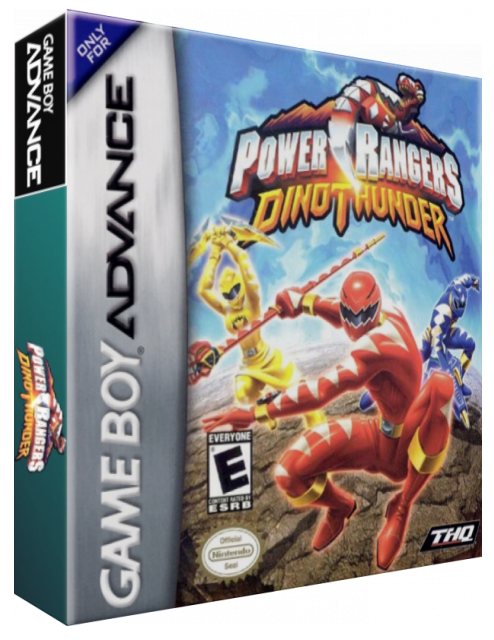 GAME BOY
ADVANCE
POWER RANGERS
DINO THUNDER
ONLY
FOR
GAME BOY ADVANCE
POWER RANGERS
DINO THUNDER
EVERYONE
E
CONTENT RATED BY
ESRB
Official
Nintendo
Seal
THQ